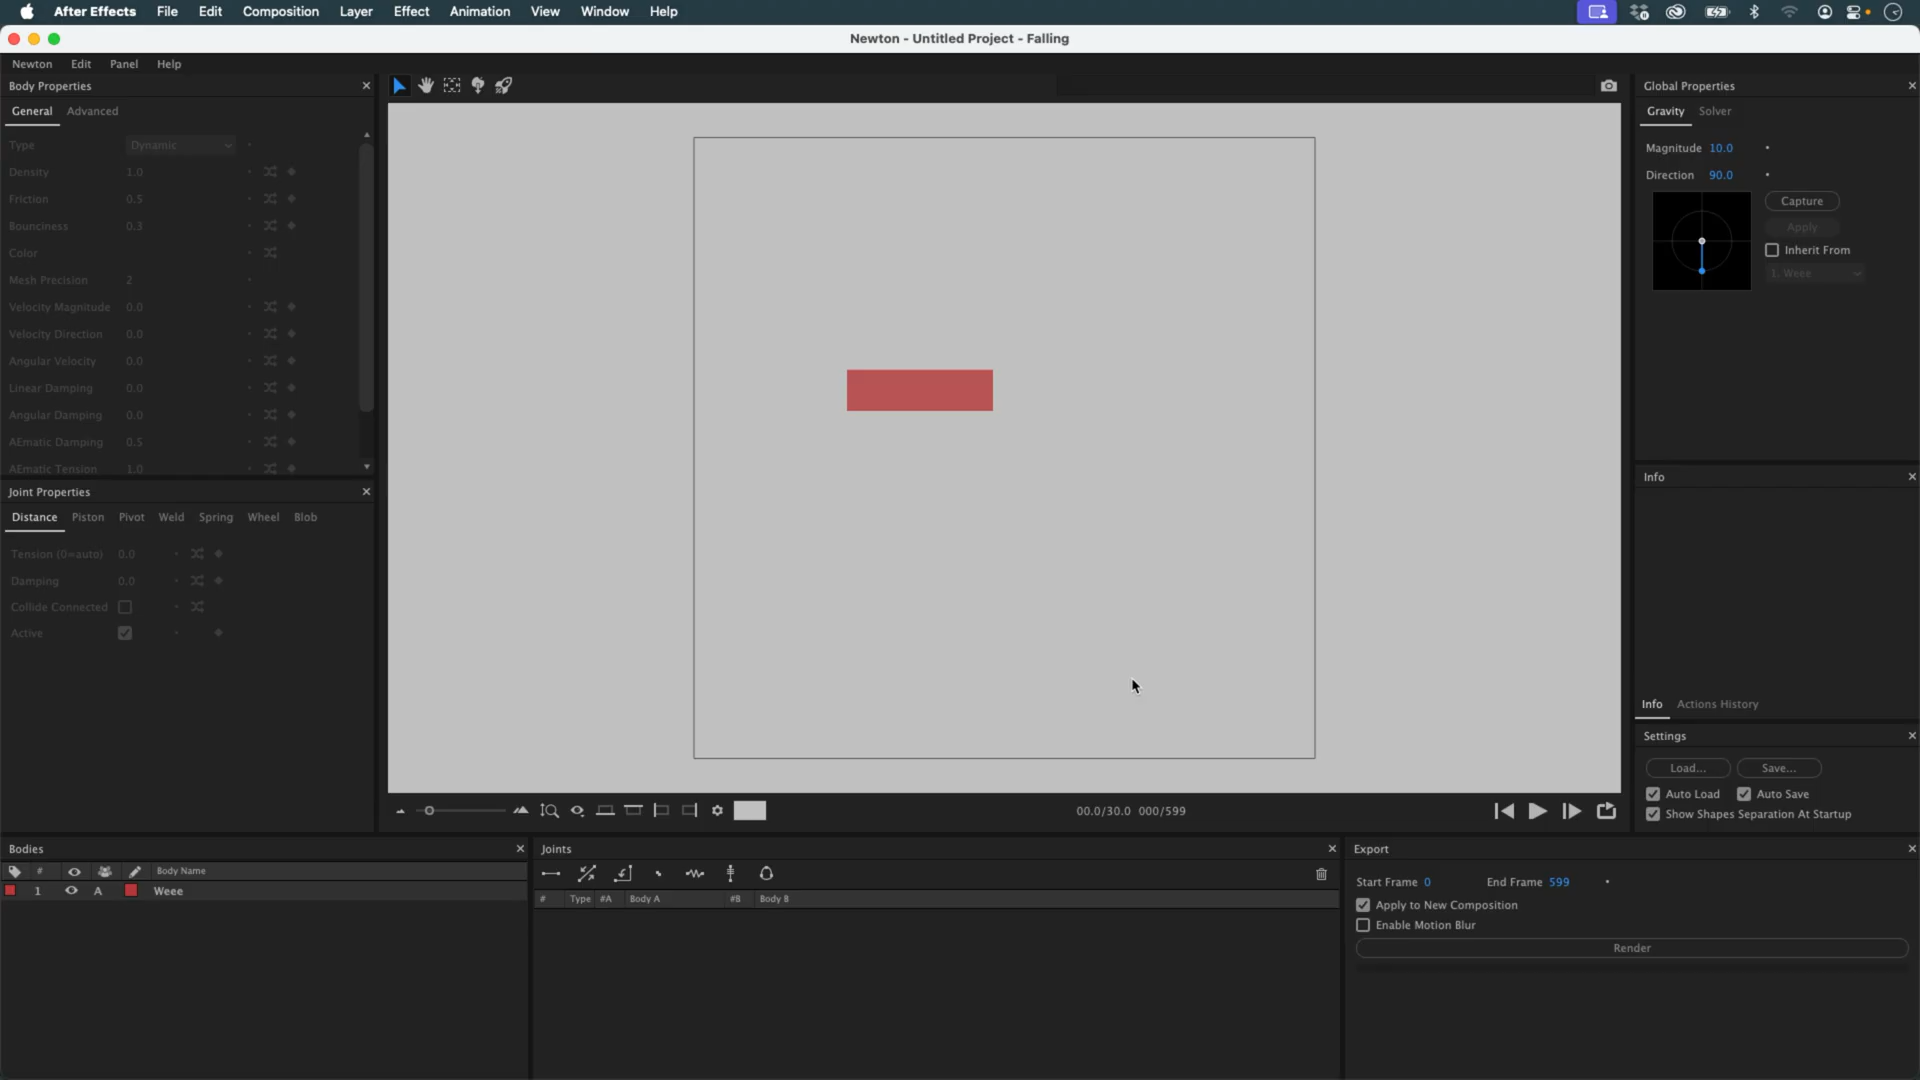 After Effects File Edit Composition Layer Effect Animation View Window Help
Newton - Untitled Project - Falling
Newton Edit Panel Help
Body Properties
General Advanced
Type Dynamic
Density 1.0
Friction 0.5
Bounciness 0.3
Color
Mesh Precision 2
Velocity Magnitude 0.0
Velocity Direction 0.0
Angular Velocity 0.0
Linear Damping 0.0
Angular Damping 0.0
AEmatic Damping 0.5
AEmatic Tension 1.0
Joint Properties
Distance Piston Pivot Weld Spring Wheel Blob
Tension (0=auto) 0.0
Damping 0.0
Collide Connected
Active
00.0/30.0 000/599
Global Properties
Gravity Solver
Magnitude 10.0
Direction 90.0
Capture
Apply
Inherit From
1. Weee
Info
Info Actions History
Settings
Load... Save...
Auto Load Auto Save
Show Shapes Separation At Startup
Bodies
# Body Name
1 A Weee
Joints
# Type #A Body A #B Body B
Export
Start Frame 0 End Frame 599
Apply to New Composition
Enable Motion Blur
Render